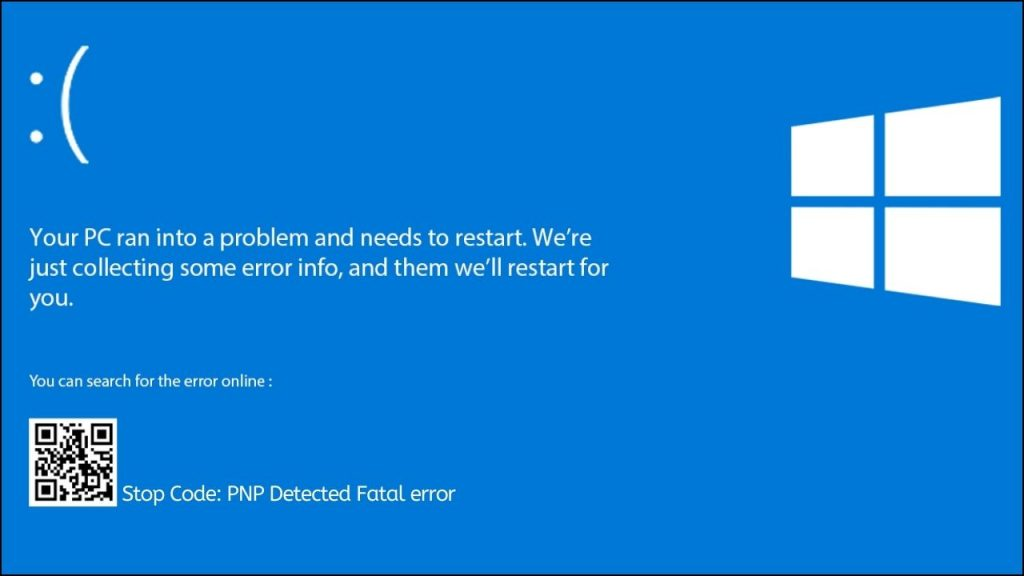 :(
Your PC ran into a problem and needs to restart. We’re
just collecting some error info, and them we’ll restart for
you.
You can search for the error online :
Stop Code: PNP Detected Fatal error